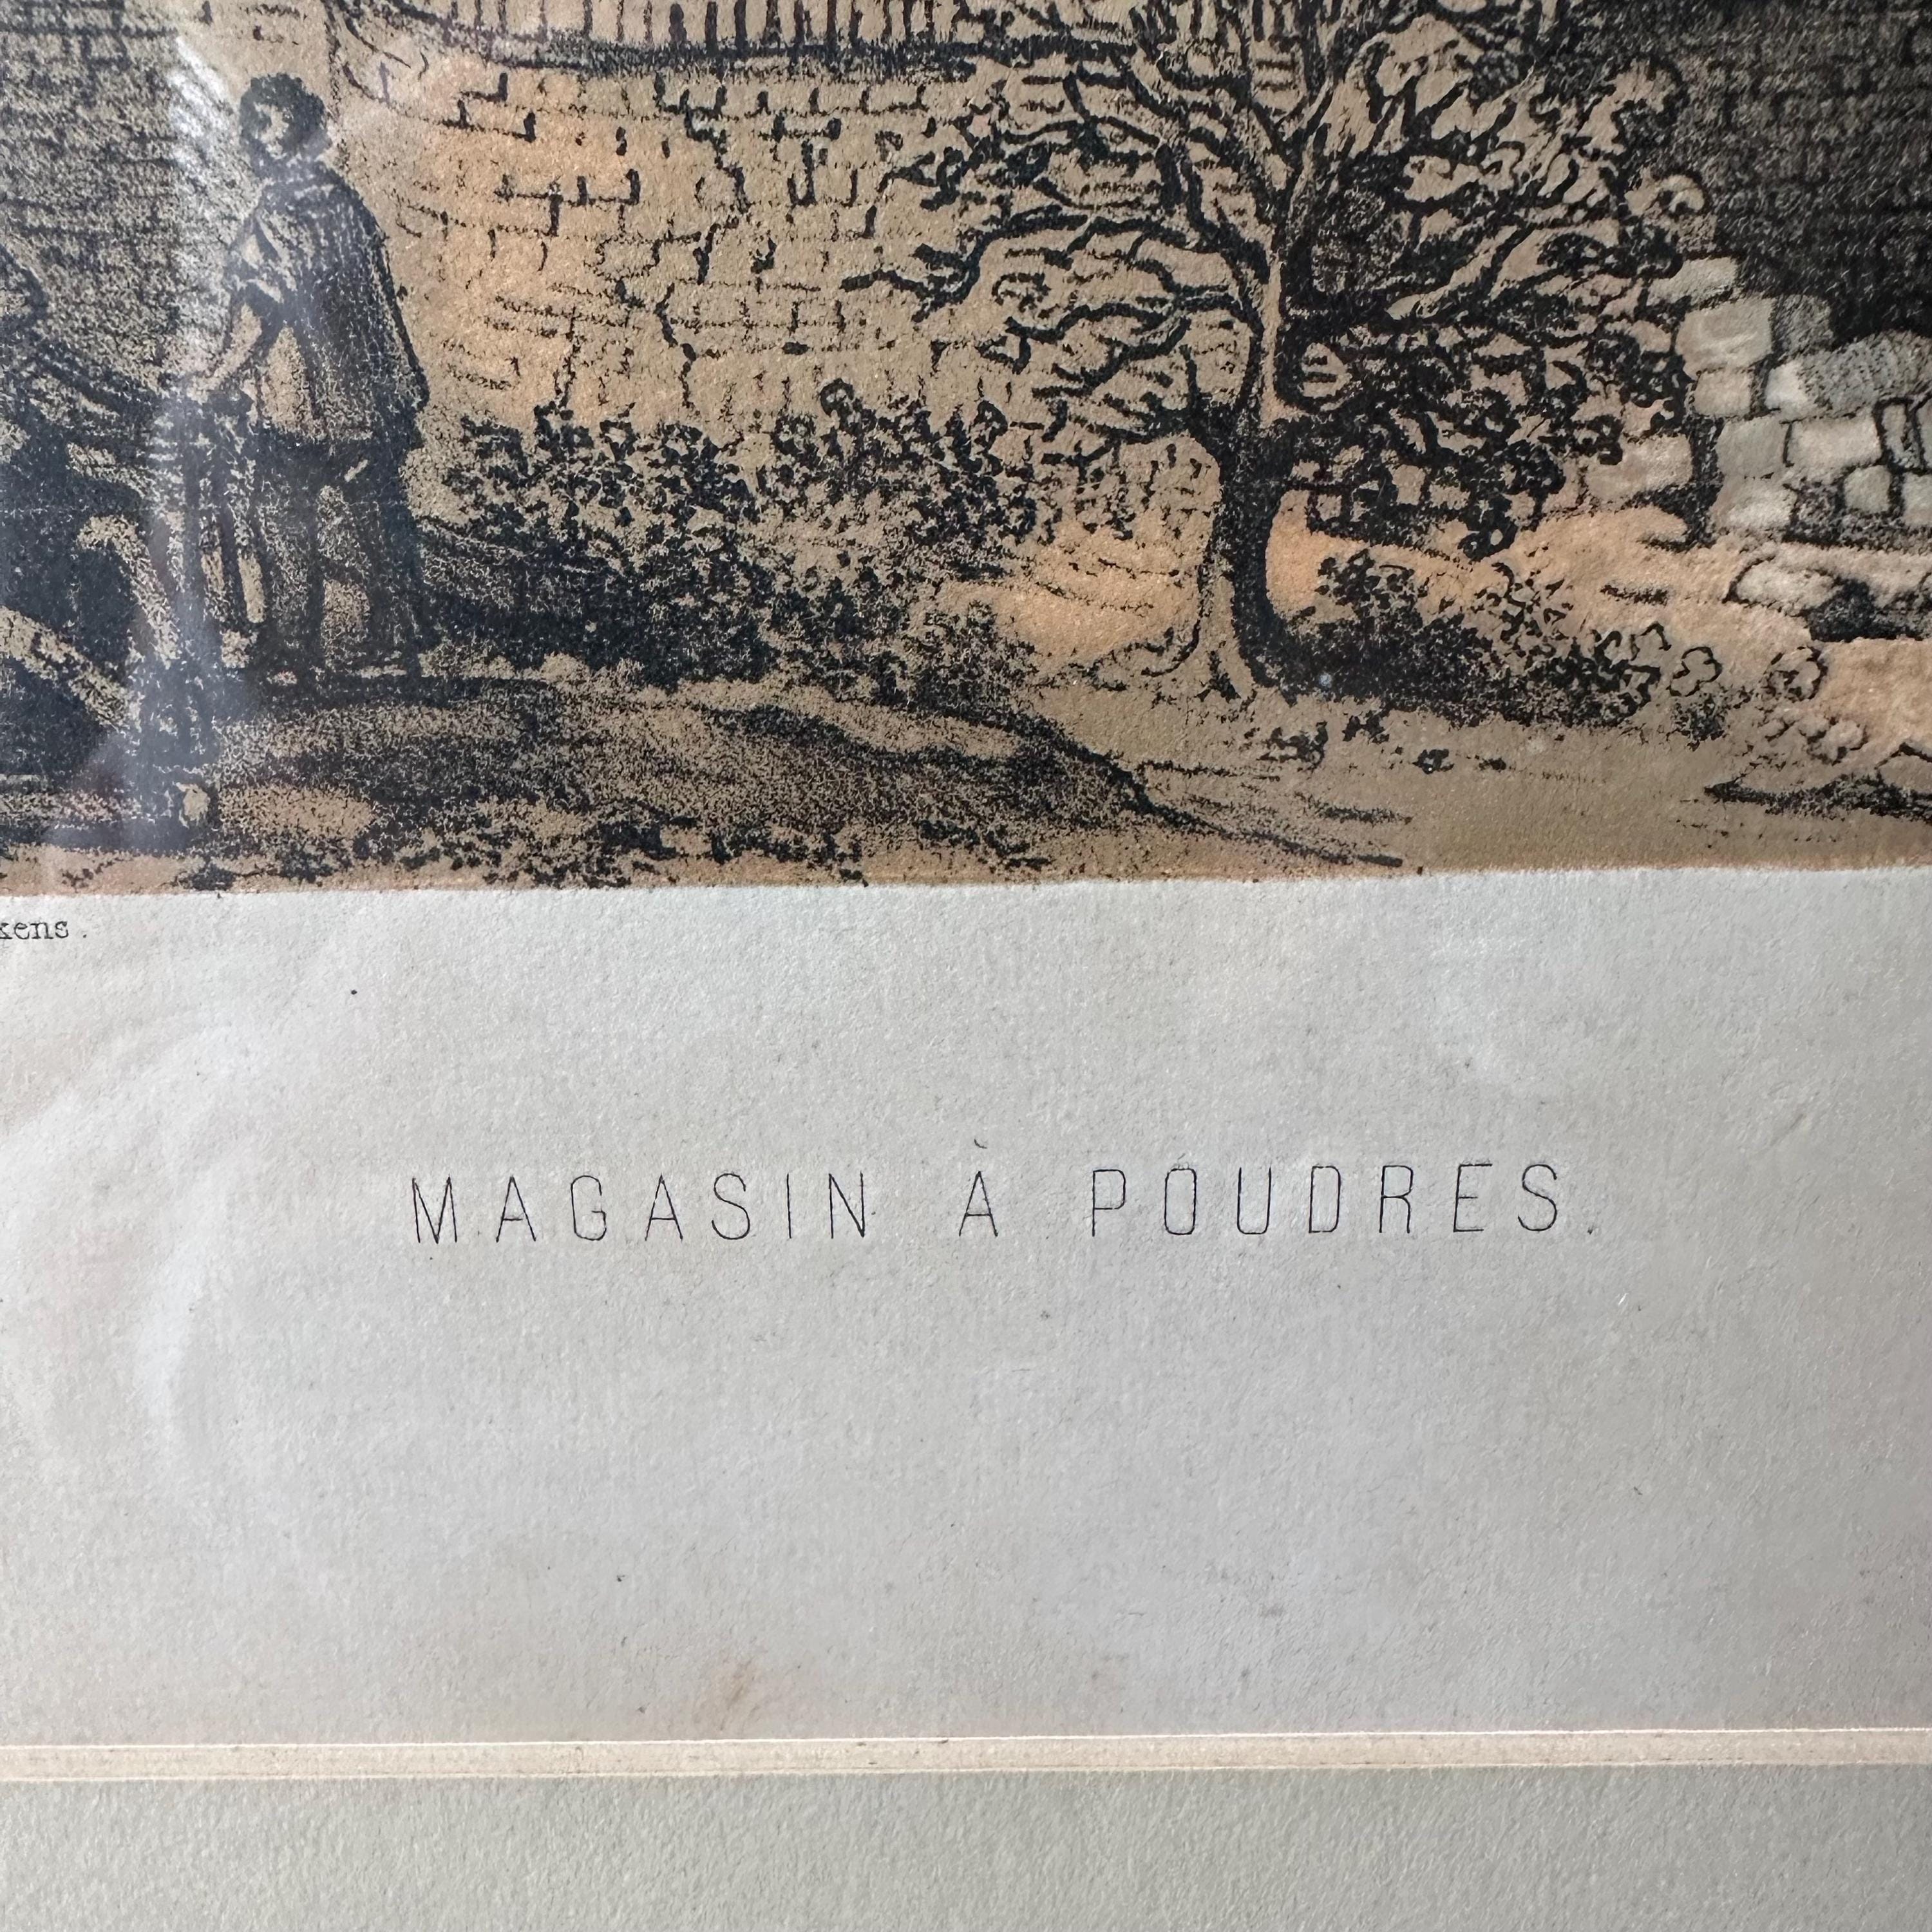 kens.
MAGASIN À POUDRES.